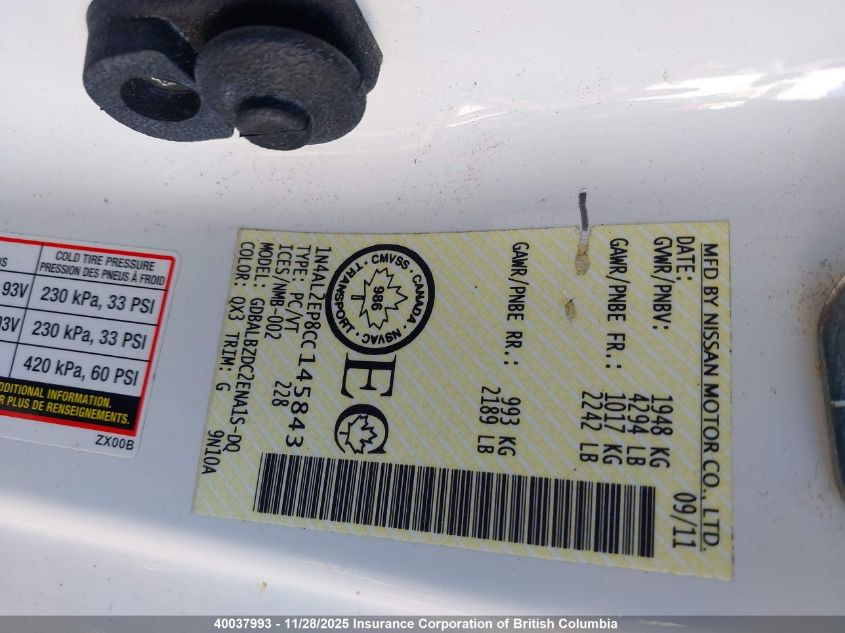 us
COLD TIRE PRESSURE
PRESSION DES PNEUS À FROID
93V 230 kPa, 33 PSI
93V 230 kPa, 33 PSI
420 kPa, 60 PSI
ADDITIONAL INFORMATION.
R PLUS DE RENSEIGNEMENTS.
ZX00B
MFD BY NISSAN MOTOR CO., LTD.
DATE: 09/11
GVWR/PNBV: 1948 KG
4294 LB
GAWR/PNBE FR.: 1017 KG
2242 LB
GAWR/PNBE RR.: 993 KG
2189 LB
CMVSS · CANADA · NSVAC · TRANSPORT
986
T
EC
1N4AL2EP8CC145843
TYPE: PC/VT 228
ICES/NMB-002
MODEL: GDBALBZDC2ENA1S-DQ
COLOR: QX3 TRIM: G 9N10A
40037993 - 11/28/2025 Insurance Corporation of British Columbia